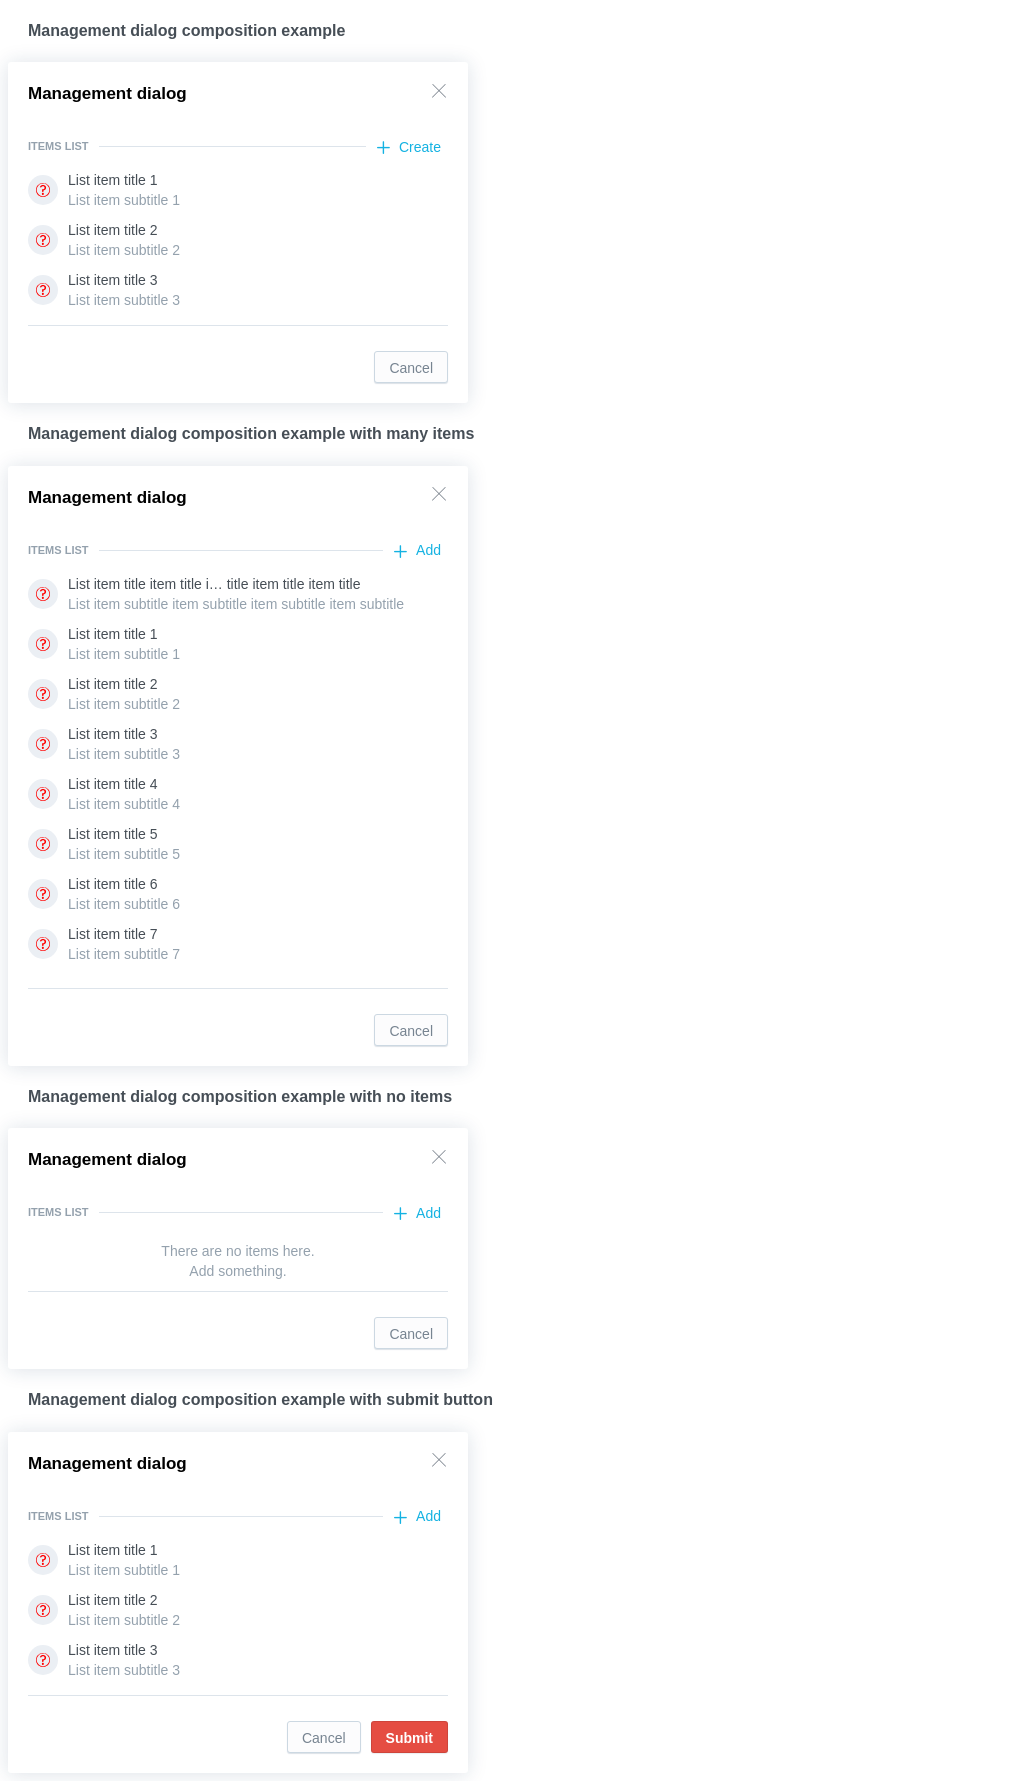 Management dialog composition example
Management dialog
ITEMS LIST
Create
List item title 1
List item subtitle 1
List item title 2
List item subtitle 2
List item title 3
List item subtitle 3
Cancel
Management dialog composition example with many items
Management dialog
ITEMS LIST
Add
List item title item title i… title item title item title
List item subtitle item subtitle item subtitle item subtitle
List item title 1
List item subtitle 1
List item title 2
List item subtitle 2
List item title 3
List item subtitle 3
List item title 4
List item subtitle 4
List item title 5
List item subtitle 5
List item title 6
List item subtitle 6
List item title 7
List item subtitle 7
Cancel
Management dialog composition example with no items
Management dialog
ITEMS LIST
Add
There are no items here.
Add something.
Cancel
Management dialog composition example with submit button
Management dialog
ITEMS LIST
Add
List item title 1
List item subtitle 1
List item title 2
List item subtitle 2
List item title 3
List item subtitle 3
Cancel
Submit